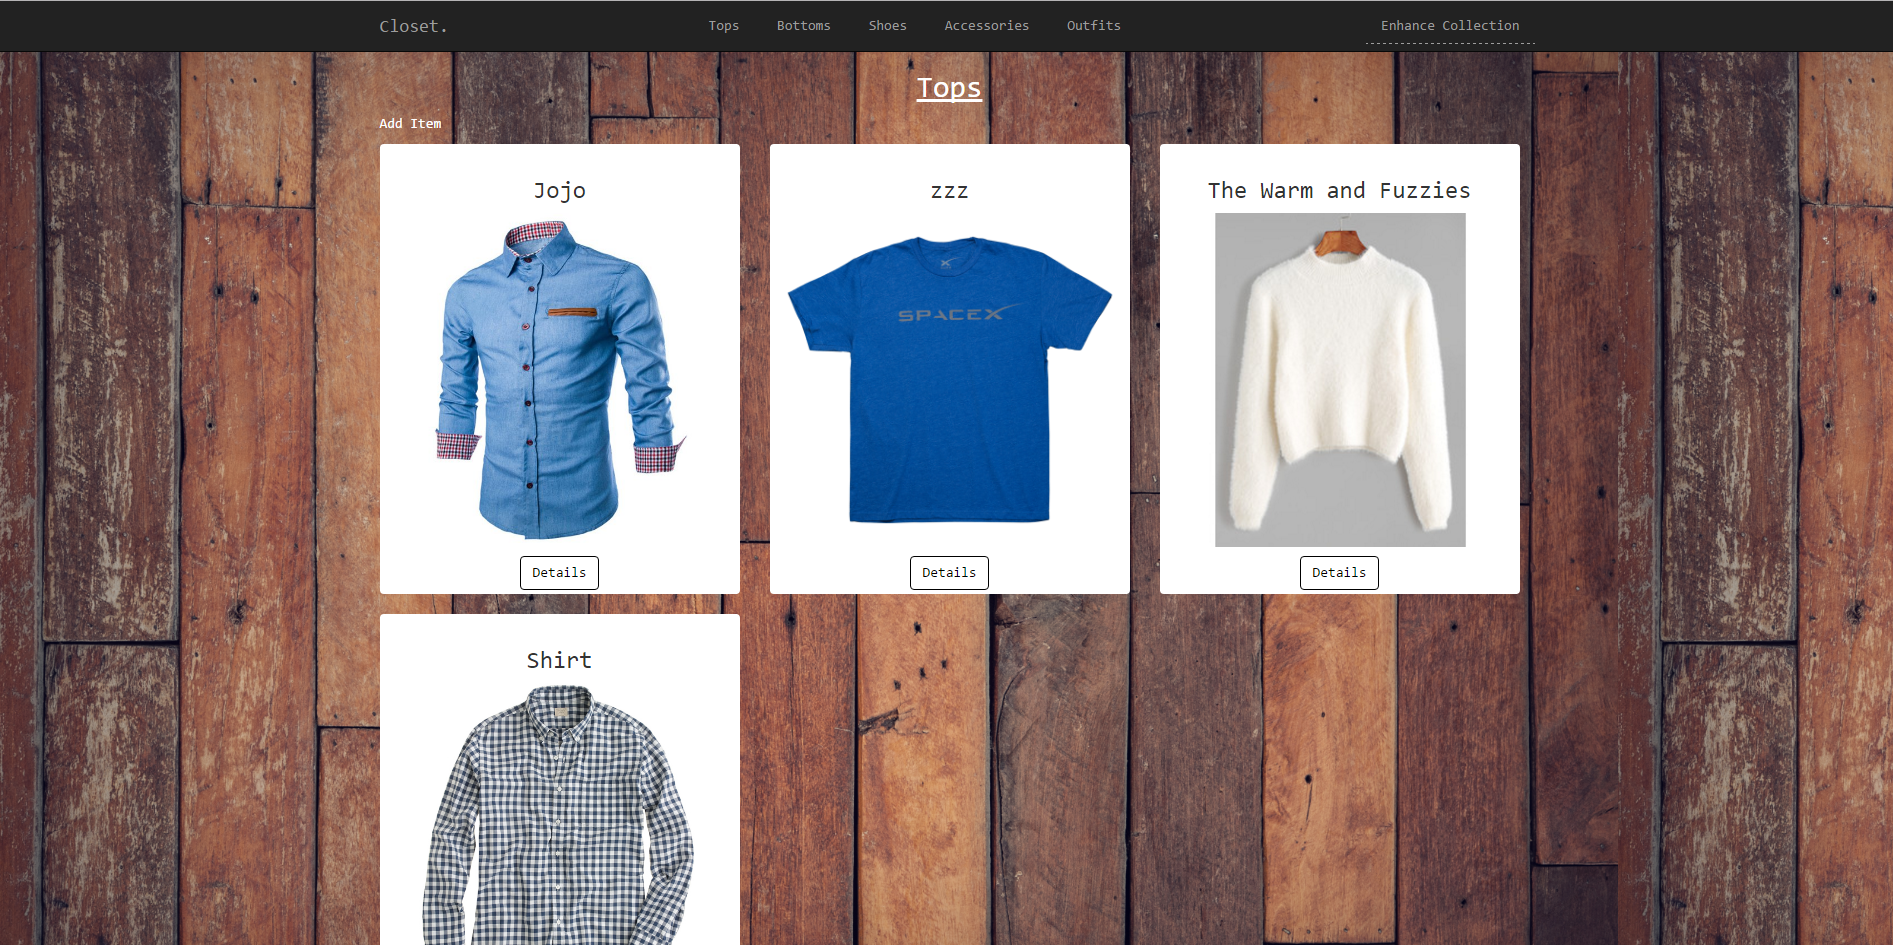 Closet.
Tops
Bottoms
Shoes
Accessories
Outfits
Enhance Collection
Tops
Add Item
Jojo
zzz
The Warm and Fuzzies
SPACEX
Details
Details
Details
Shirt